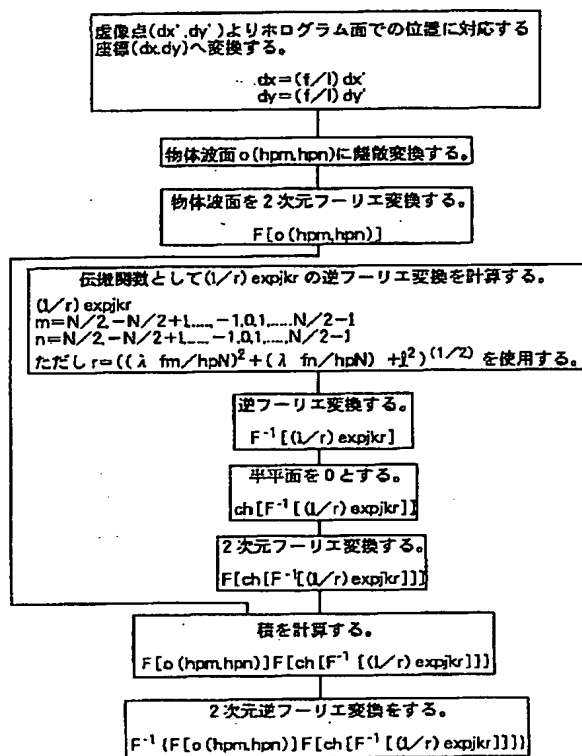 虚像点(dx',dy')よりホログラム面での位置に対応する
座標(dx.dy)へ変換する。
dx=(f/l) dx'
dy=(f/l) dy'
物体波面o(hpm,hpn)に離散変換する。
物体波面を2次元フーリエ変換する。
F[o(hpm,hpn)]
伝搬関数として(1/r) expjkr の逆フーリエ変換を計算する。
(1/r) expjkr
m=N/2,-N/2+1,....,-1,0,1,....,N/2-1
n=N/2,-N/2+1,....,-1,0,1,....,N/2-1
ただし r=((λ fm/hpN)²+(λ fn/hpN) +l²)^(1/2) を使用する。
逆フーリエ変換する。
F⁻¹[(1/r) expjkr]
半平面を0とする。
ch[F⁻¹[(1/r) expjkr]]
2次元フーリエ変換する。
F[ch[F⁻¹[(1/r) expjkr]]]
積を計算する。
F[o(hpm,hpn)]F[ch[F⁻¹[(1/r) expjkr]]]
2次元逆フーリエ変換をする。
F⁻¹{F[o(hpm,hpn)]F[ch[F⁻¹[(1/r) expjkr]]]}